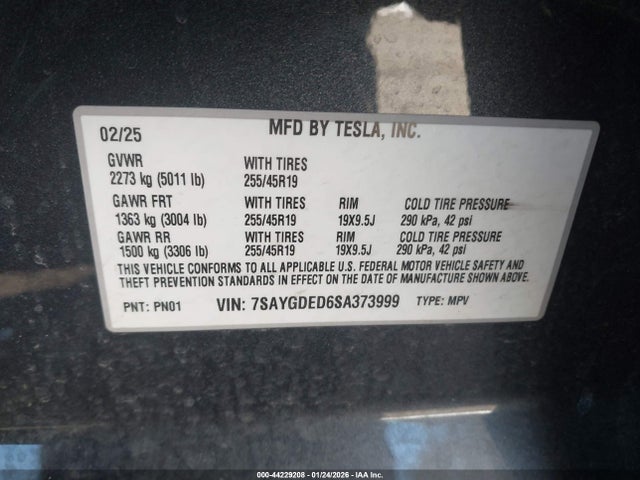 02/25 MFD BY TESLA, INC.
GVWR WITH TIRES
2273 kg (5011 lb) 255/45R19
GAWR FRT WITH TIRES RIM COLD TIRE PRESSURE
1363 kg (3004 lb) 255/45R19 19X9.5J 290 kPa, 42 psi
GAWR RR WITH TIRES RIM COLD TIRE PRESSURE
1500 kg (3306 lb) 255/45R19 19X9.5J 290 kPa, 42 psi
THIS VEHICLE CONFORMS TO ALL APPLICABLE U.S. FEDERAL MOTOR VEHICLE SAFETY AND
THEFT PREVENTION STANDARDS IN EFFECT ON THE DATE OF MANUFACTURE SHOWN ABOVE.
PNT: PN01 VIN: 7SAYGDED6SA373999 TYPE: MPV
000-44229208 - 01/24/2026 - IAA Inc.